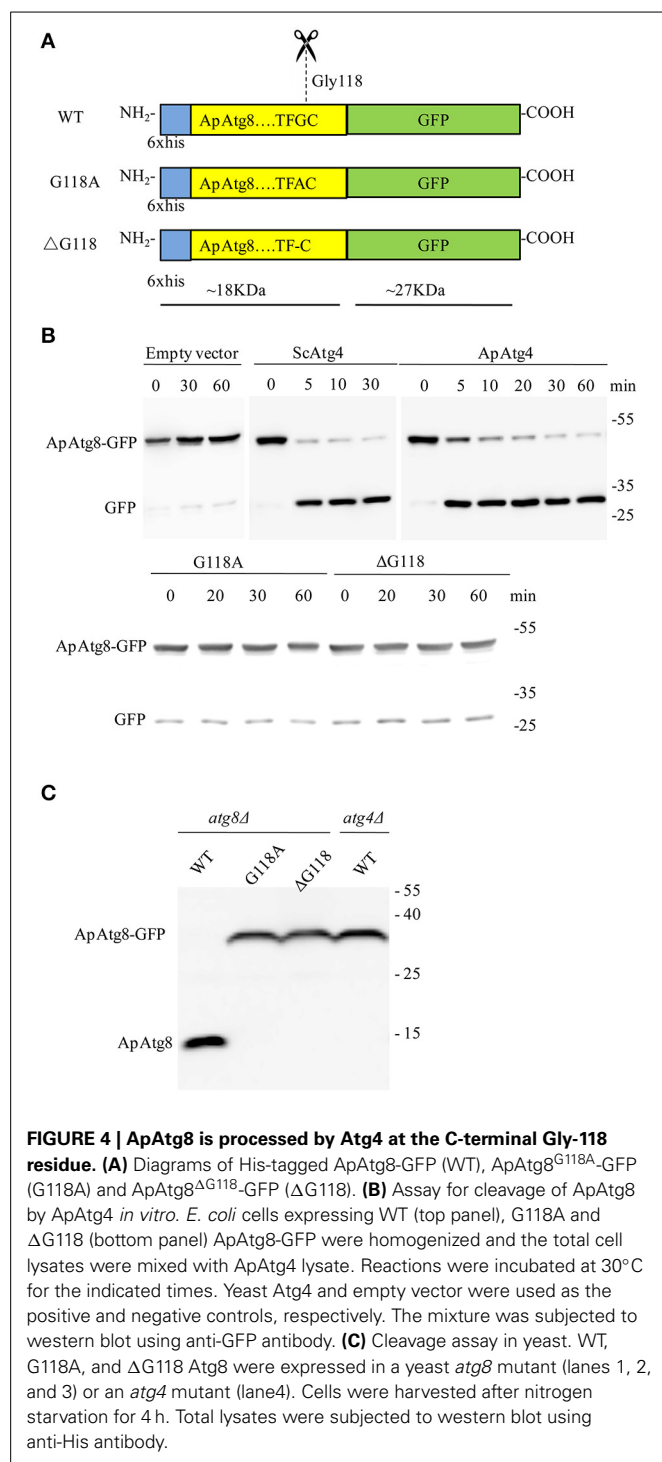 A
Gly118
WT NH2- ApAtg8....TFGC GFP -COOH
6xhis
G118A NH2- ApAtg8....TFAC GFP -COOH
6xhis
△G118 NH2- ApAtg8....TF-C GFP -COOH
6xhis
~18KDa ~27KDa
B
Empty vector ScAtg4 ApAtg4
0 30 60 0 5 10 30 0 5 10 20 30 60 min
-55
ApAtg8-GFP
-35
GFP
-25
G118A ΔG118
0 20 30 60 0 20 30 60 min
-55
ApAtg8-GFP
-35
GFP
-25
C
atg8Δ atg4Δ
WT G118A ΔG118 WT
- 55
- 40
ApAtg8-GFP
- 25
- 15
ApAtg8
FIGURE 4 | ApAtg8 is processed by Atg4 at the C-terminal Gly-118
residue. (A) Diagrams of His-tagged ApAtg8-GFP (WT), ApAtg8G118A-GFP
(G118A) and ApAtg8ΔG118-GFP (ΔG118). (B) Assay for cleavage of ApAtg8
by ApAtg4 in vitro. E. coli cells expressing WT (top panel), G118A and
ΔG118 (bottom panel) ApAtg8-GFP were homogenized and the total cell
lysates were mixed with ApAtg4 lysate. Reactions were incubated at 30°C
for the indicated times. Yeast Atg4 and empty vector were used as the
positive and negative controls, respectively. The mixture was subjected to
western blot using anti-GFP antibody. (C) Cleavage assay in yeast. WT,
G118A, and ΔG118 Atg8 were expressed in a yeast atg8 mutant (lanes 1, 2,
and 3) or an atg4 mutant (lane4). Cells were harvested after nitrogen
starvation for 4 h. Total lysates were subjected to western blot using
anti-His antibody.